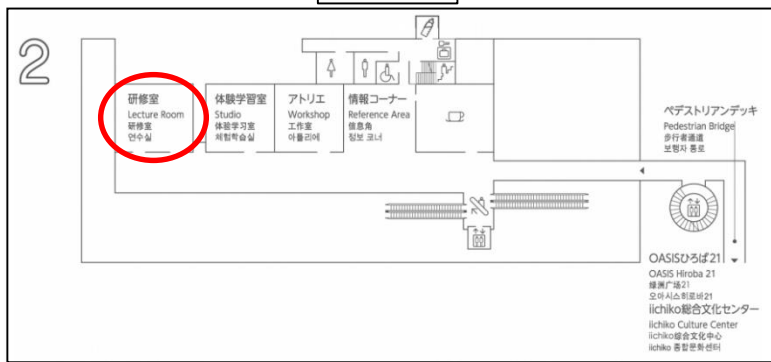 2
研修室
Lecture Room
研修室
연수실
体験学習室
Studio
体验学习室
체험학습실
アトリエ
Workshop
工作室
아틀리에
情報コーナー
Reference Area
信息角
정보 코너
ペデストリアンデッキ
Pedestrian Bridge
步行者通道
보행자 통로
OASISひろば21
OASIS Hiroba 21
绿洲广场21
오아시스히로바21
iichiko総合文化センター
iichiko Culture Center
iichiko综合文化中心
iichiko 종합문화센터